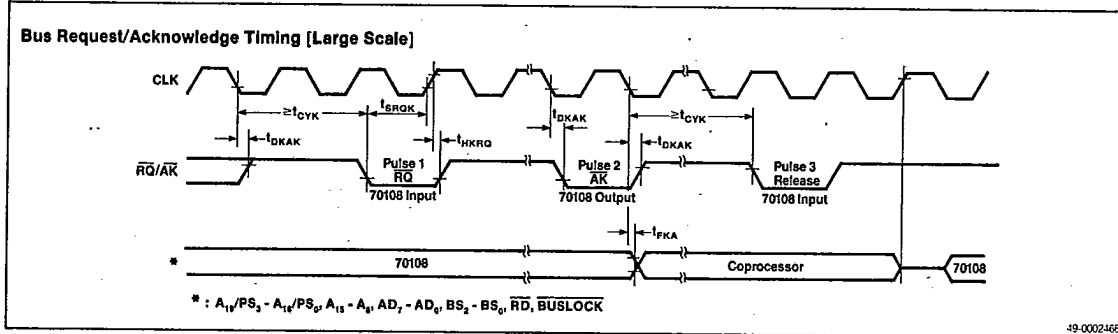 Bus Request/Acknowledge Timing [Large Scale]
CLK
≥tCYK
tSRQK
tDKAK
≥tCYK
tDKAK
tHKRQ
tDKAK
RQ/AK
Pulse 1
RQ
70108 Input
Pulse 2
AK
70108 Output
Pulse 3
Release
70108 Input
tFKA
*
70108
Coprocessor
70108
* : A19/PS3 - A16/PS0, A15 - A8, AD7 - AD0, BS2 - BS0, RD, BUSLOCK